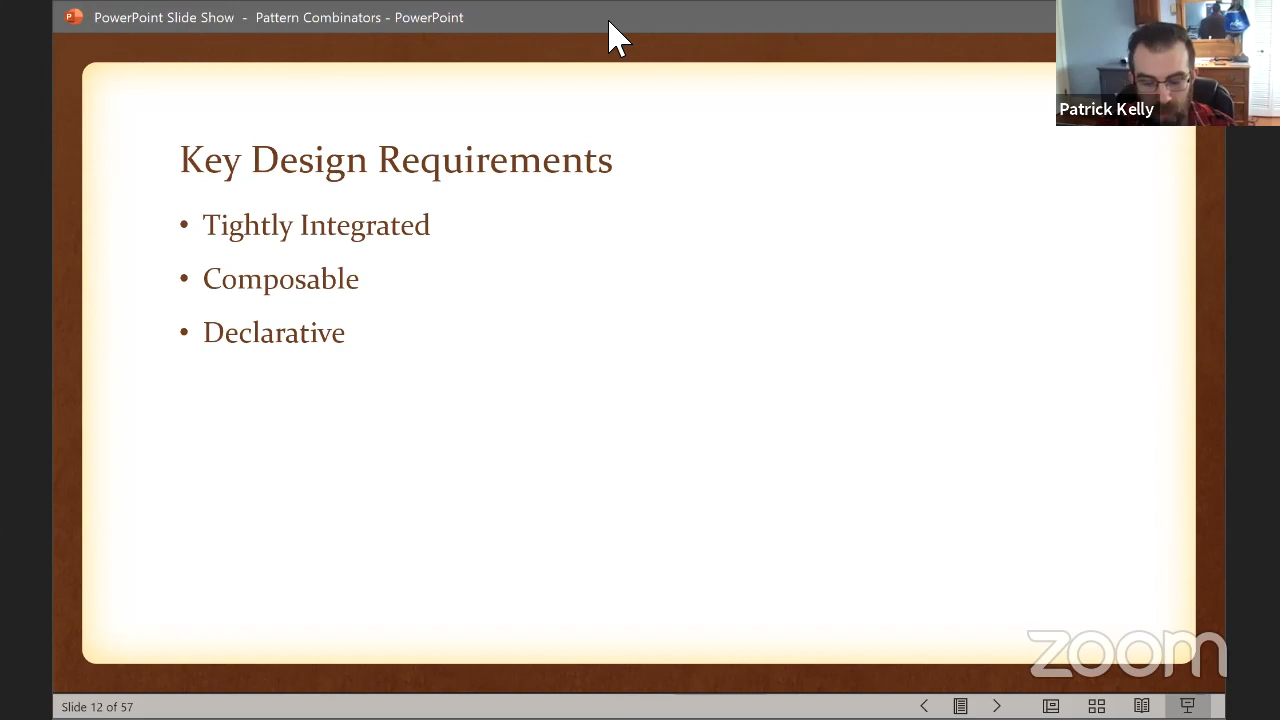 PowerPoint Slide Show - Pattern Combinators - PowerPoint
Patrick Kelly
Key Design Requirements
• Tightly Integrated
• Composable
• Declarative
zoom
Slide 12 of 57